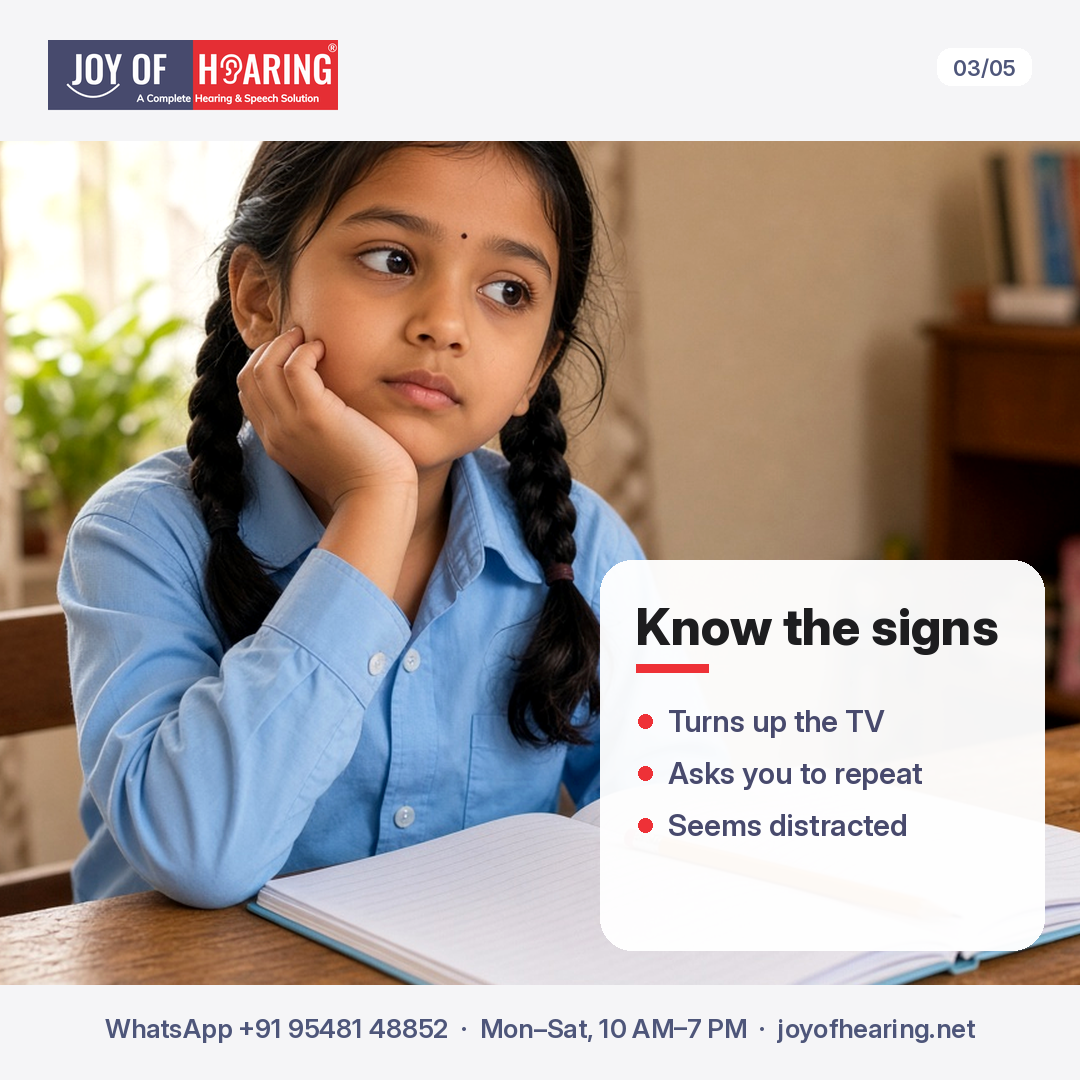 JOY OF HEARING®
A Complete Hearing & Speech Solution
03/05
Know the signs
Turns up the TV
Asks you to repeat
Seems distracted
WhatsApp +91 95481 48852 · Mon–Sat, 10 AM–7 PM · joyofhearing.net